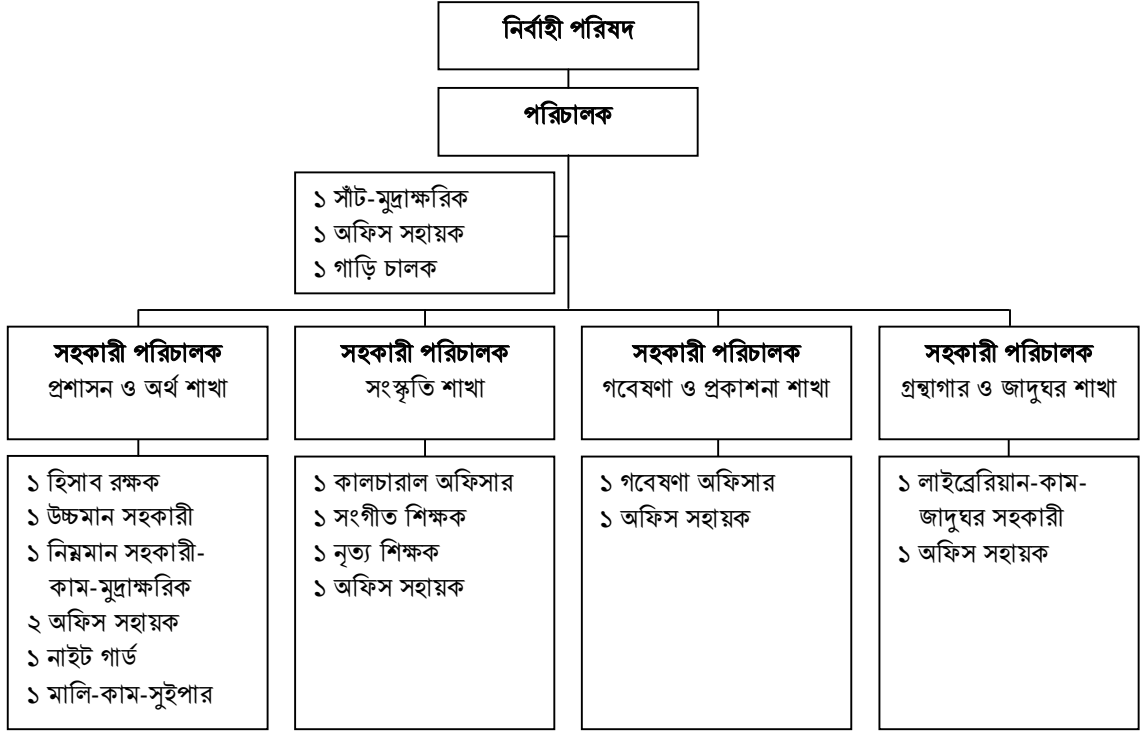 নির্বাহী পরিষদ
পরিচালক
১ সাঁট-মুদ্রাক্ষরিক
১ অফিস সহায়ক
১ গাড়ি চালক
সহকারী পরিচালক
প্রশাসন ও অর্থ শাখা
সহকারী পরিচালক
সংস্কৃতি শাখা
সহকারী পরিচালক
গবেষণা ও প্রকাশনা শাখা
সহকারী পরিচালক
গ্রন্থাগার ও জাদুঘর শাখা
১ হিসাব রক্ষক
১ উচ্চমান সহকারী
১ নিম্নমান সহকারী-
কাম-মুদ্রাক্ষরিক
২ অফিস সহায়ক
১ নাইট গার্ড
১ মালি-কাম-সুইপার
১ কালচারাল অফিসার
১ সংগীত শিক্ষক
১ নৃত্য শিক্ষক
১ অফিস সহায়ক
১ গবেষণা অফিসার
১ অফিস সহায়ক
১ লাইব্রেরিয়ান-কাম-
জাদুঘর সহকারী
১ অফিস সহায়ক